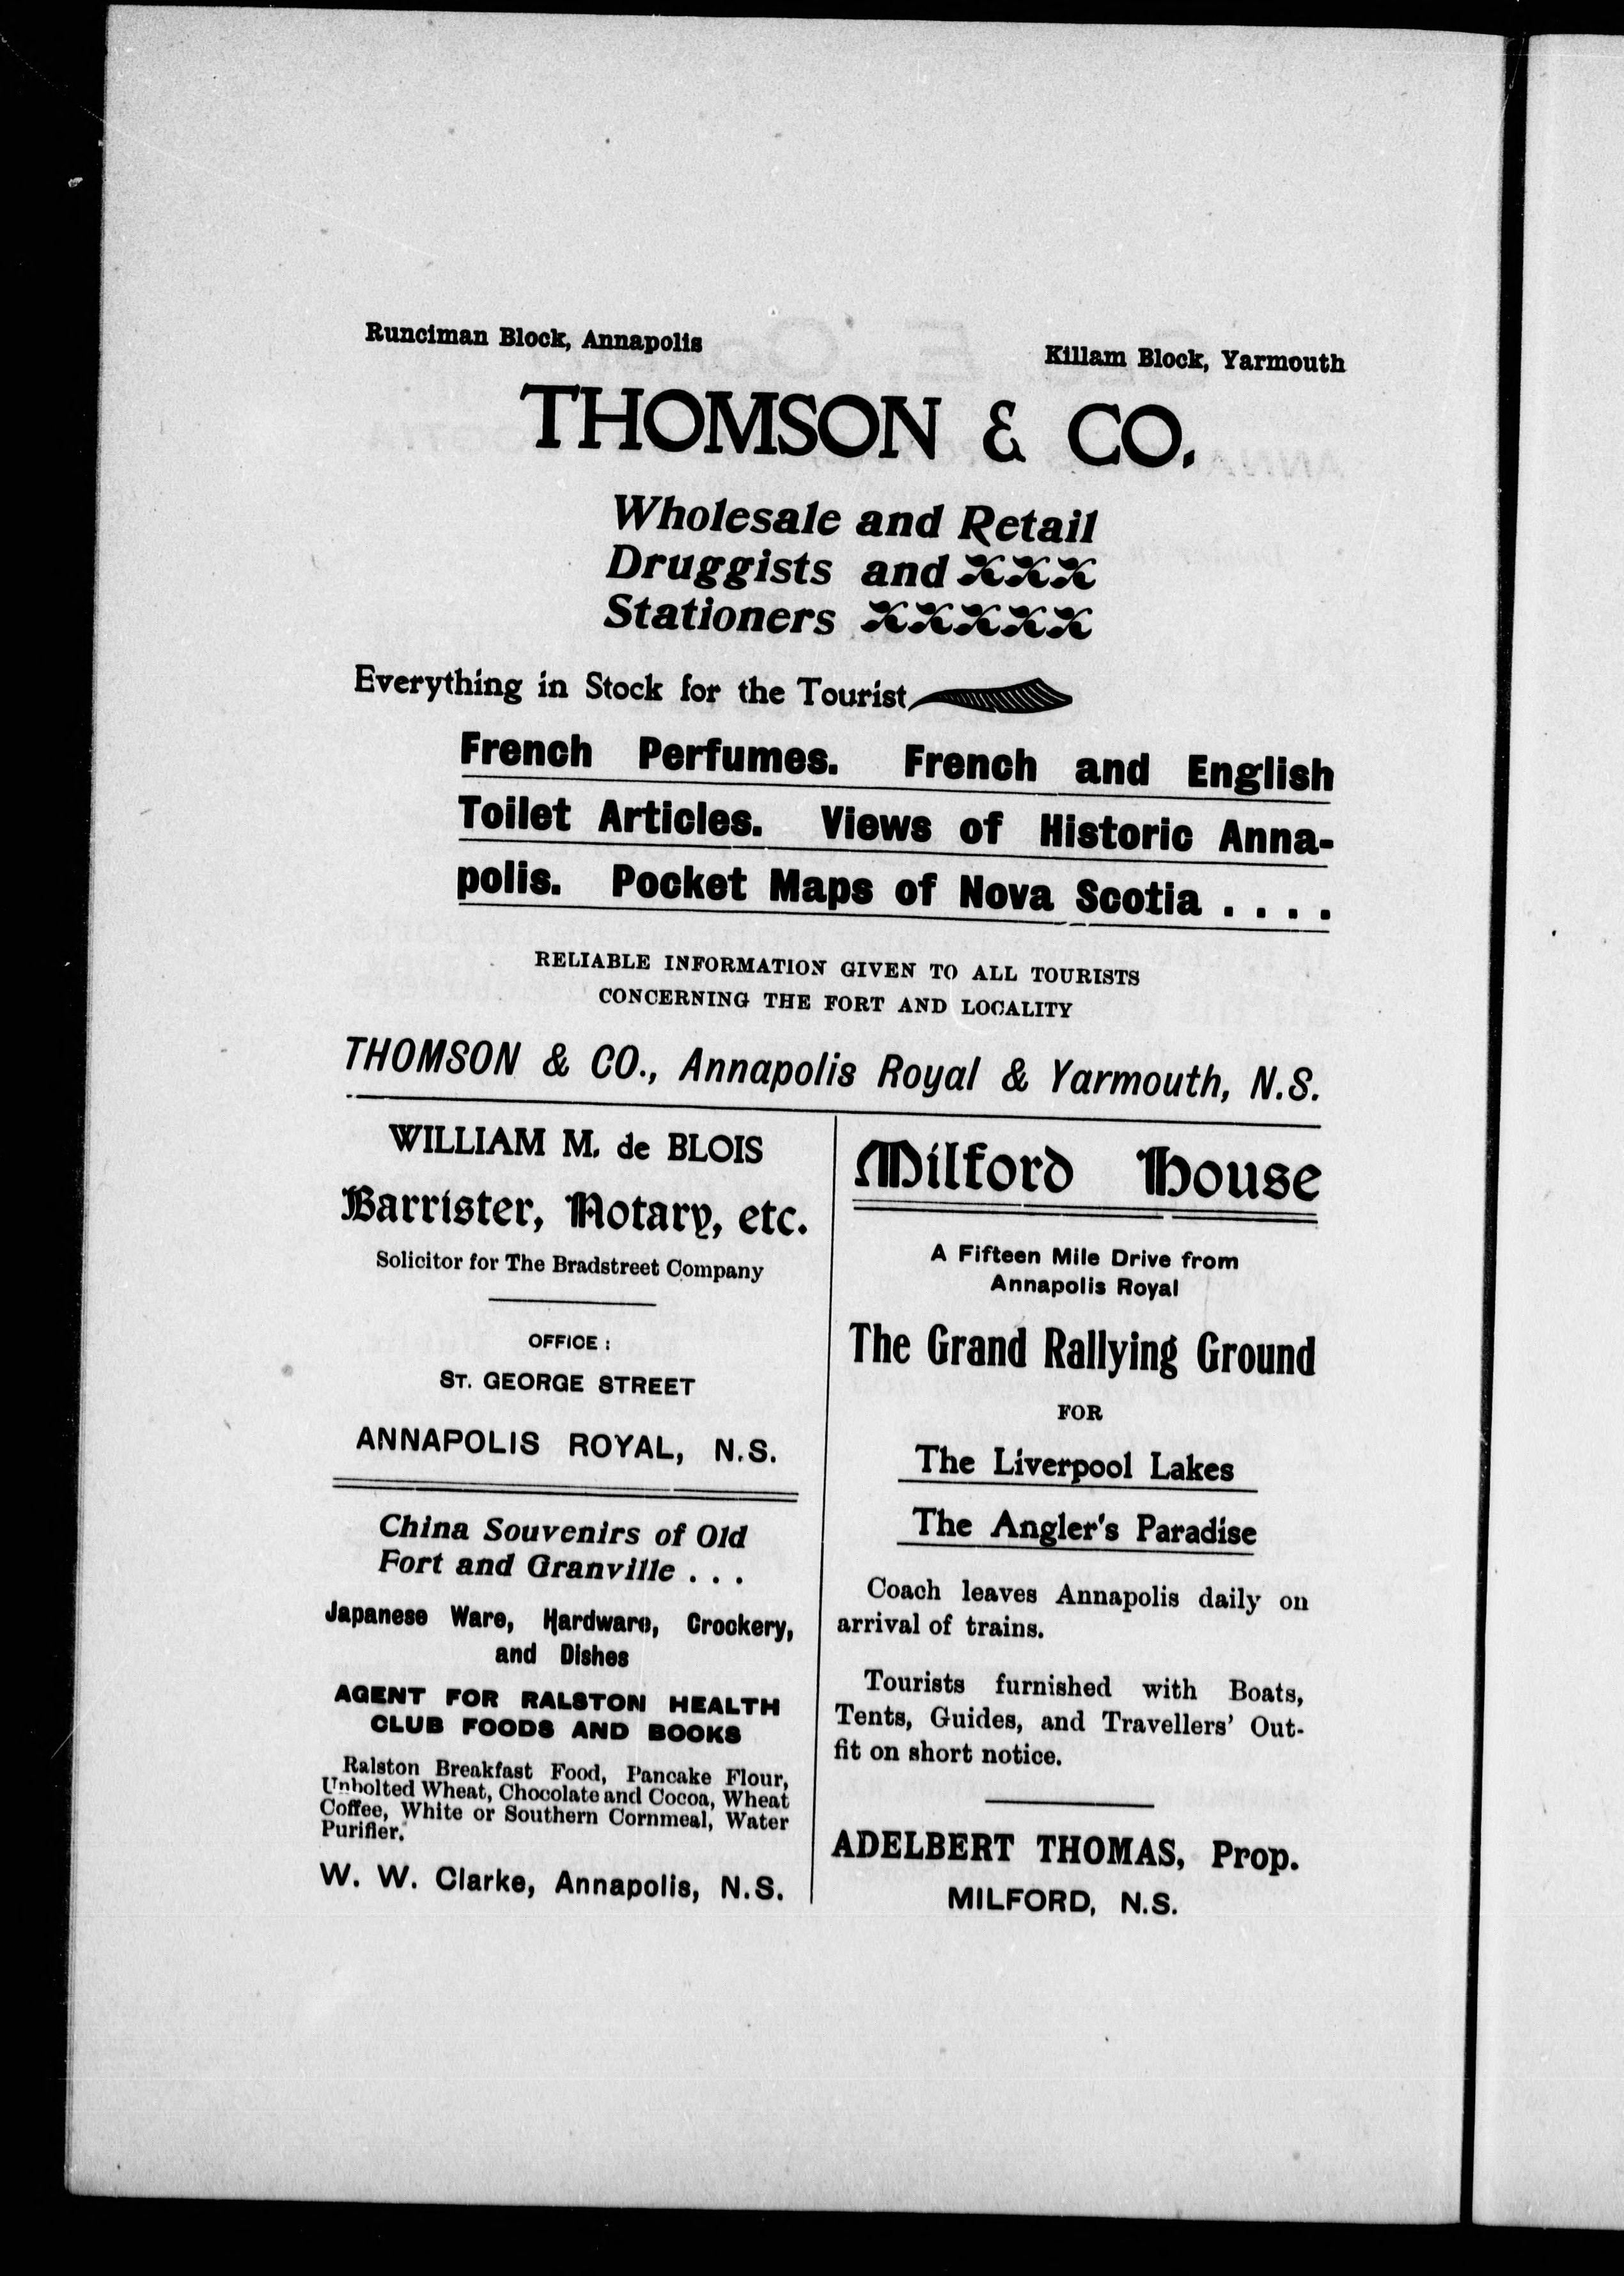 Runciman Block, Annapolis
Killam Block, Yarmouth
THOMSON & CO.
Wholesale and Retail
Druggists and
Stationers
Everything in Stock for the Tourist
French Perfumes. French and English
Toilet Articles. Views of Historic Anna-
polis. Pocket Maps of Nova Scotia . . . .
RELIABLE INFORMATION GIVEN TO ALL TOURISTS
CONCERNING THE FORT AND LOCALITY
THOMSON & CO., Annapolis Royal & Yarmouth, N.S.
WILLIAM M. de BLOIS
Barrister, Notary, etc.
Solicitor for The Bradstreet Company
OFFICE :
ST. GEORGE STREET
ANNAPOLIS ROYAL, N.S.
China Souvenirs of Old
Fort and Granville . . .
Japanese Ware, Hardware, Crockery,
and Dishes
AGENT FOR RALSTON HEALTH
CLUB FOODS AND BOOKS
Ralston Breakfast Food, Pancake Flour,
Unbolted Wheat, Chocolate and Cocoa, Wheat
Coffee, White or Southern Cornmeal, Water
Purifier.
W. W. Clarke, Annapolis, N.S.
Milford House
A Fifteen Mile Drive from
Annapolis Royal
The Grand Rallying Ground
FOR
The Liverpool Lakes
The Angler's Paradise
Coach leaves Annapolis daily on
arrival of trains.
Tourists furnished with Boats,
Tents, Guides, and Travellers' Out-
fit on short notice.
ADELBERT THOMAS, Prop.
MILFORD, N.S.